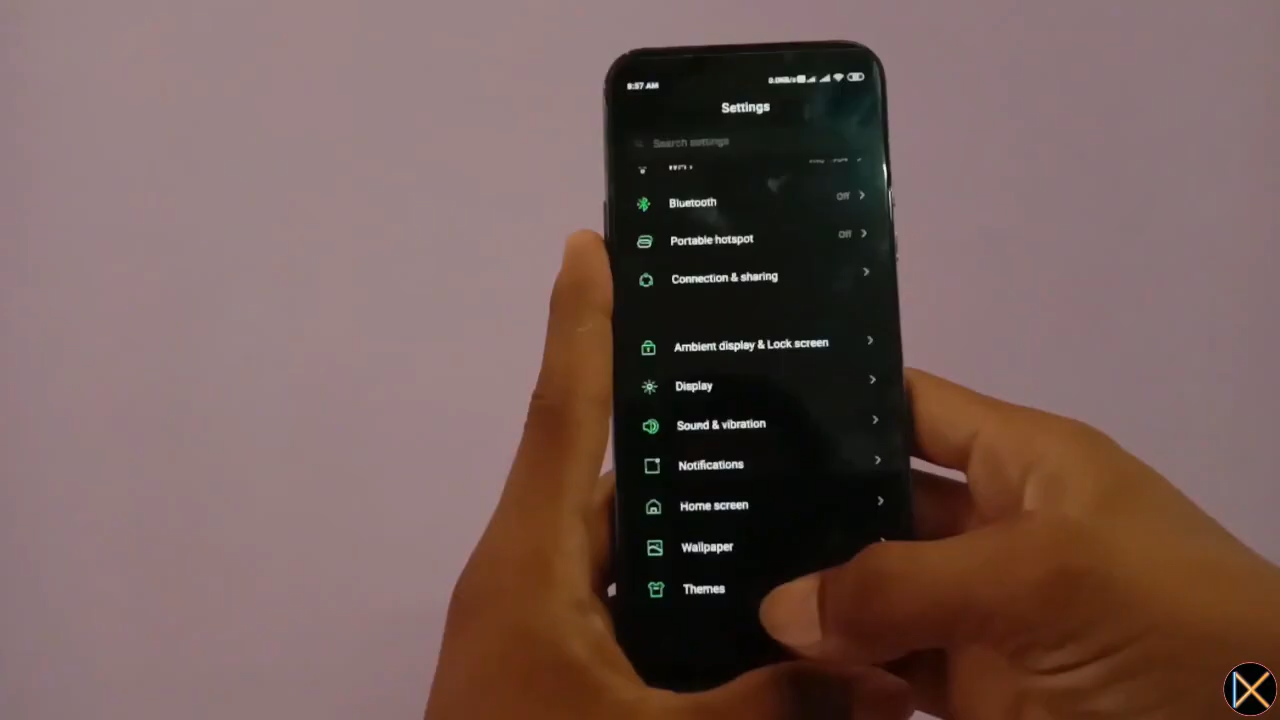 8:57 AM
Settings
Search settings
Bluetooth Off
Portable hotspot Off
Connection & sharing
Ambient display & Lock screen
Display
Sound & vibration
Notifications
Home screen
Wallpaper
Themes